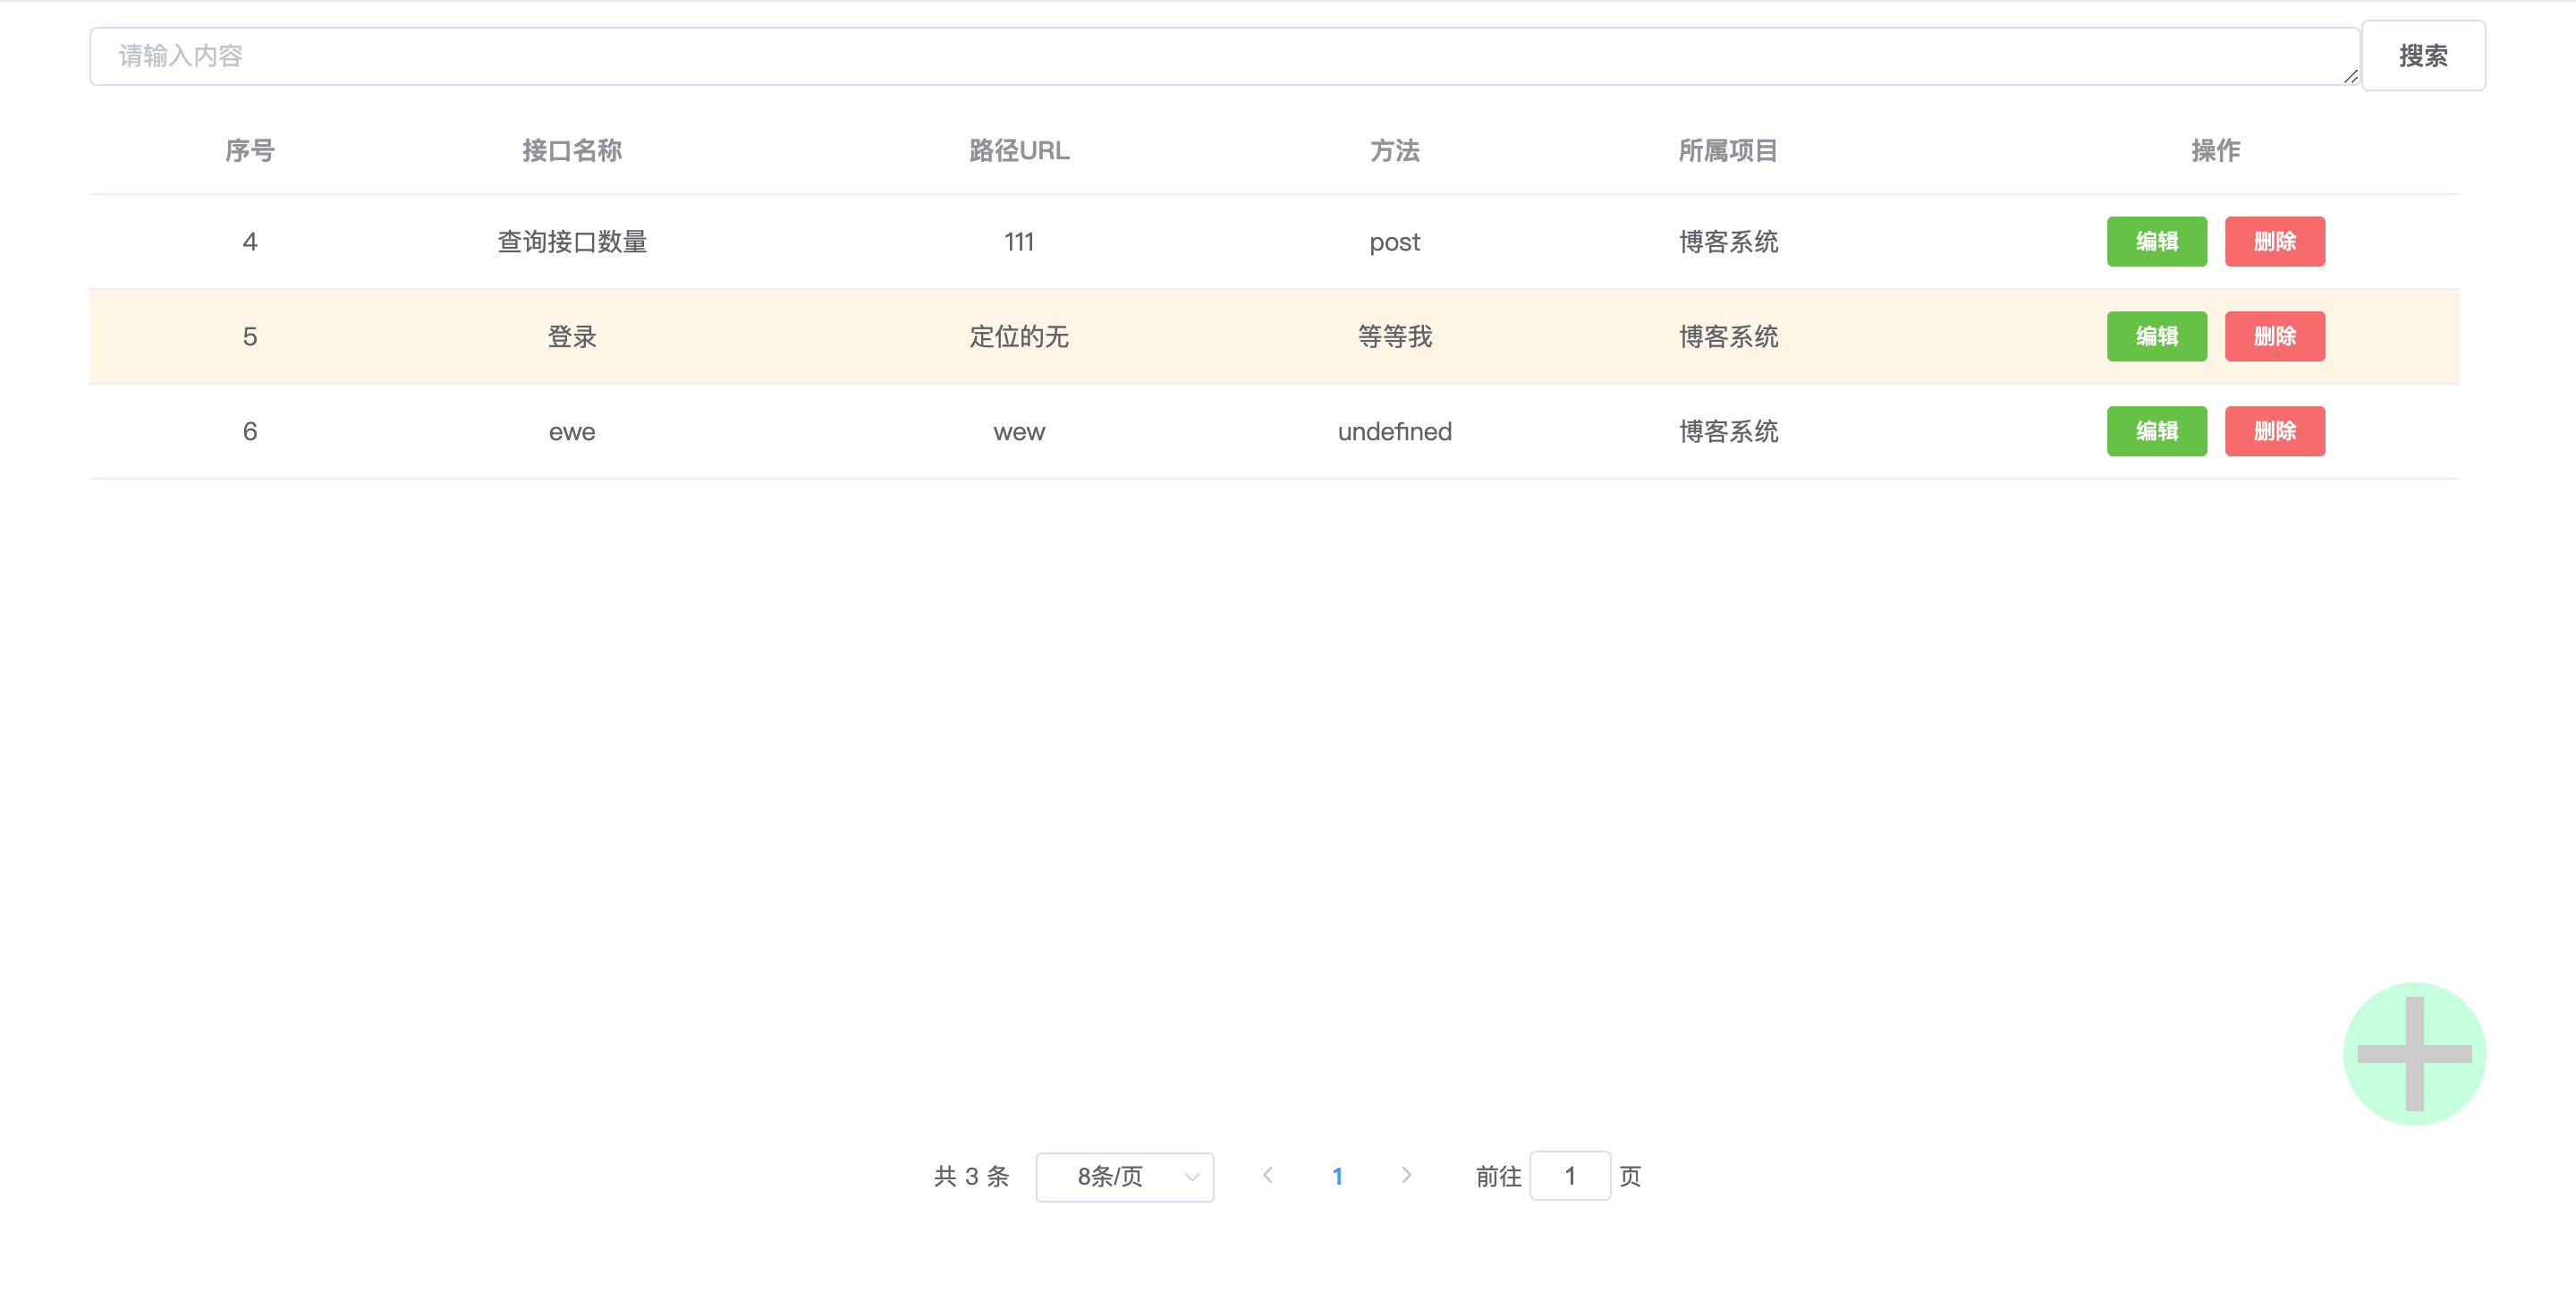 请输入内容 搜索
序号 接口名称 路径URL 方法 所属项目 操作
4 查询接口数量 111 post 博客系统 编辑 删除
5 登录 定位的无 等等我 博客系统 编辑 删除
6 ewe wew undefined 博客系统 编辑 删除
共 3 条 8条/页 1 前往 1 页